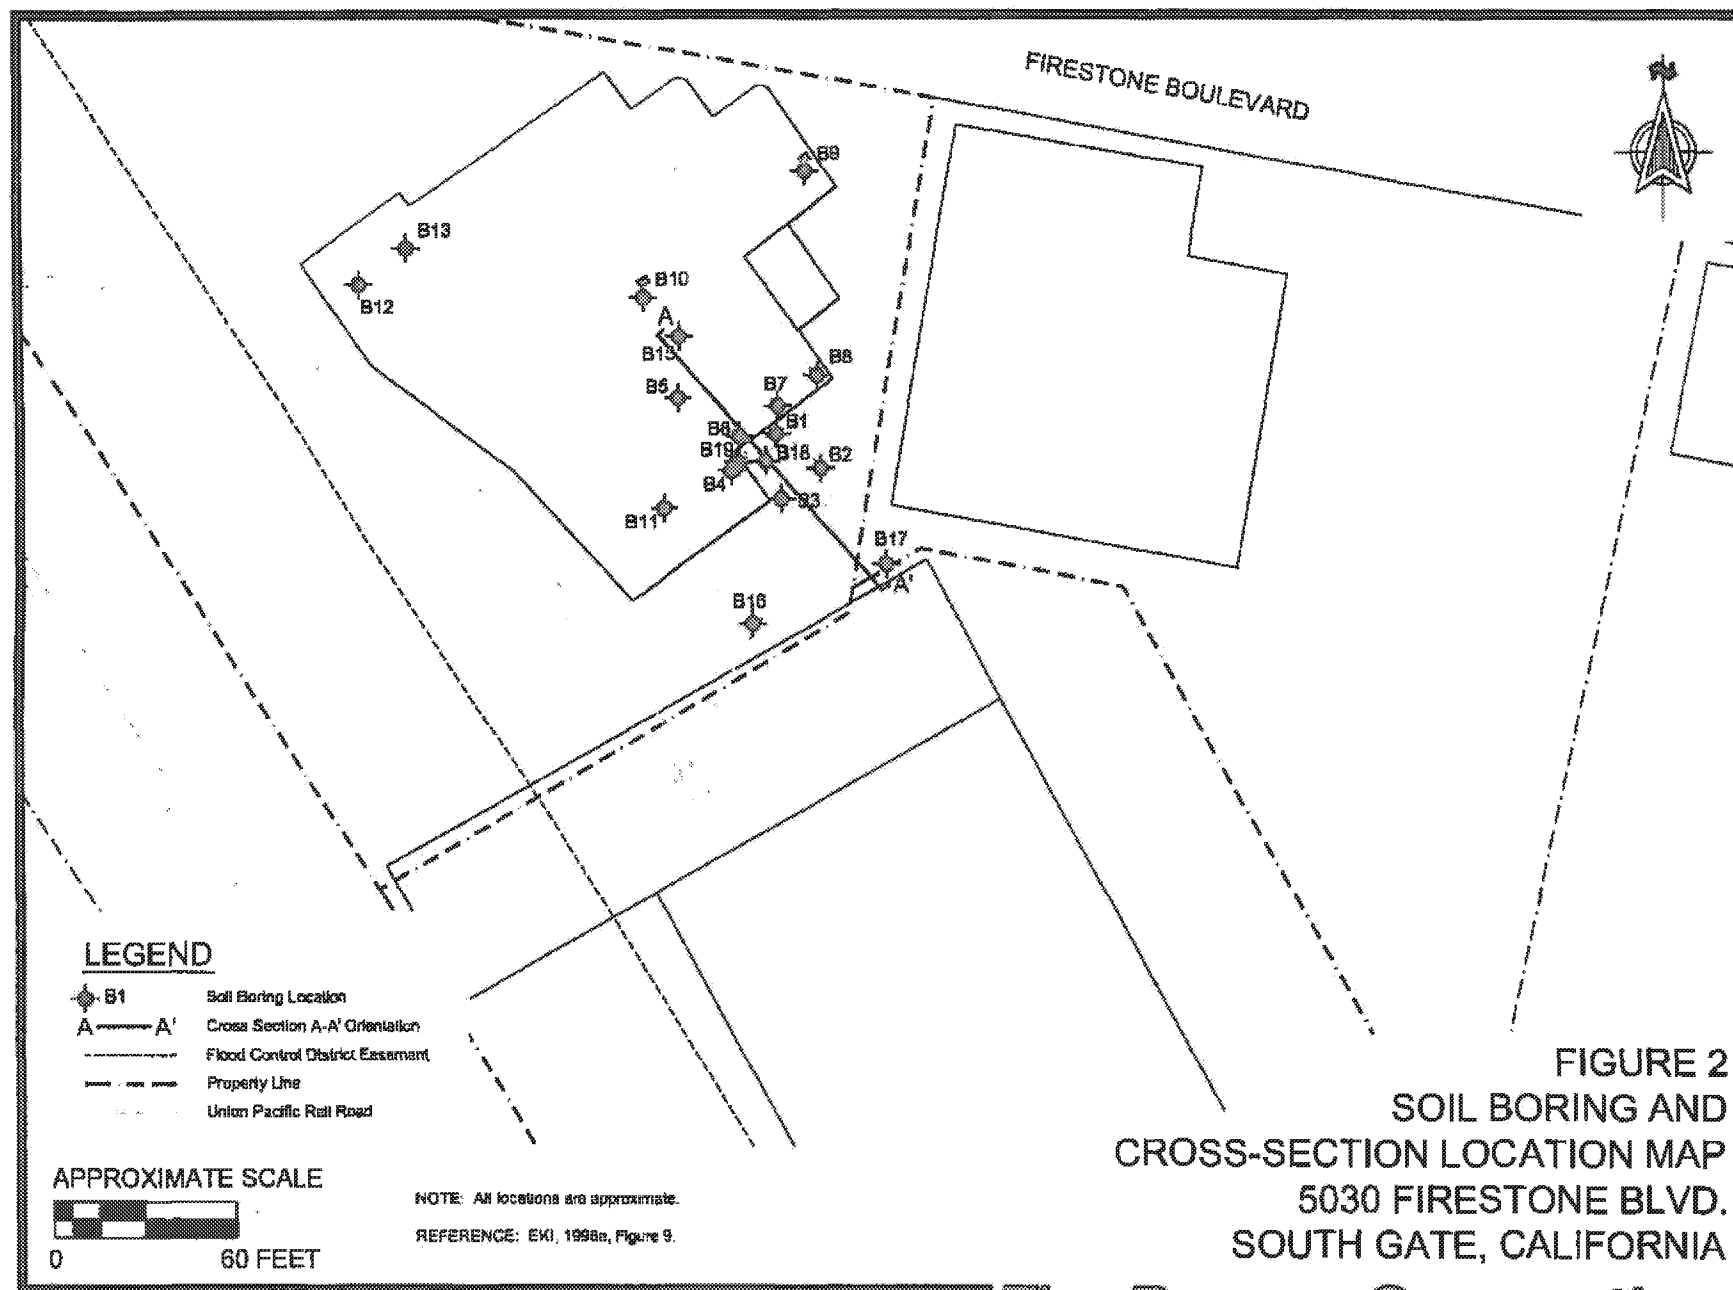 FIRESTONE BOULEVARD
B9
B13
B12
B10
A
B15
B8
B5
B7
B1
B6
B19
B18
B2
B4
B3
B11
B17
A'
B16
LEGEND
B1 Soil Boring Location
A A' Cross Section A-A' Orientation
Flood Control District Easement
Property Line
Union Pacific Rail Road
APPROXIMATE SCALE
0 60 FEET
NOTE: All locations are approximate.
REFERENCE: EKI, 1998a, Figure 9.
FIGURE 2
SOIL BORING AND
CROSS-SECTION LOCATION MAP
5030 FIRESTONE BLVD.
SOUTH GATE, CALIFORNIA